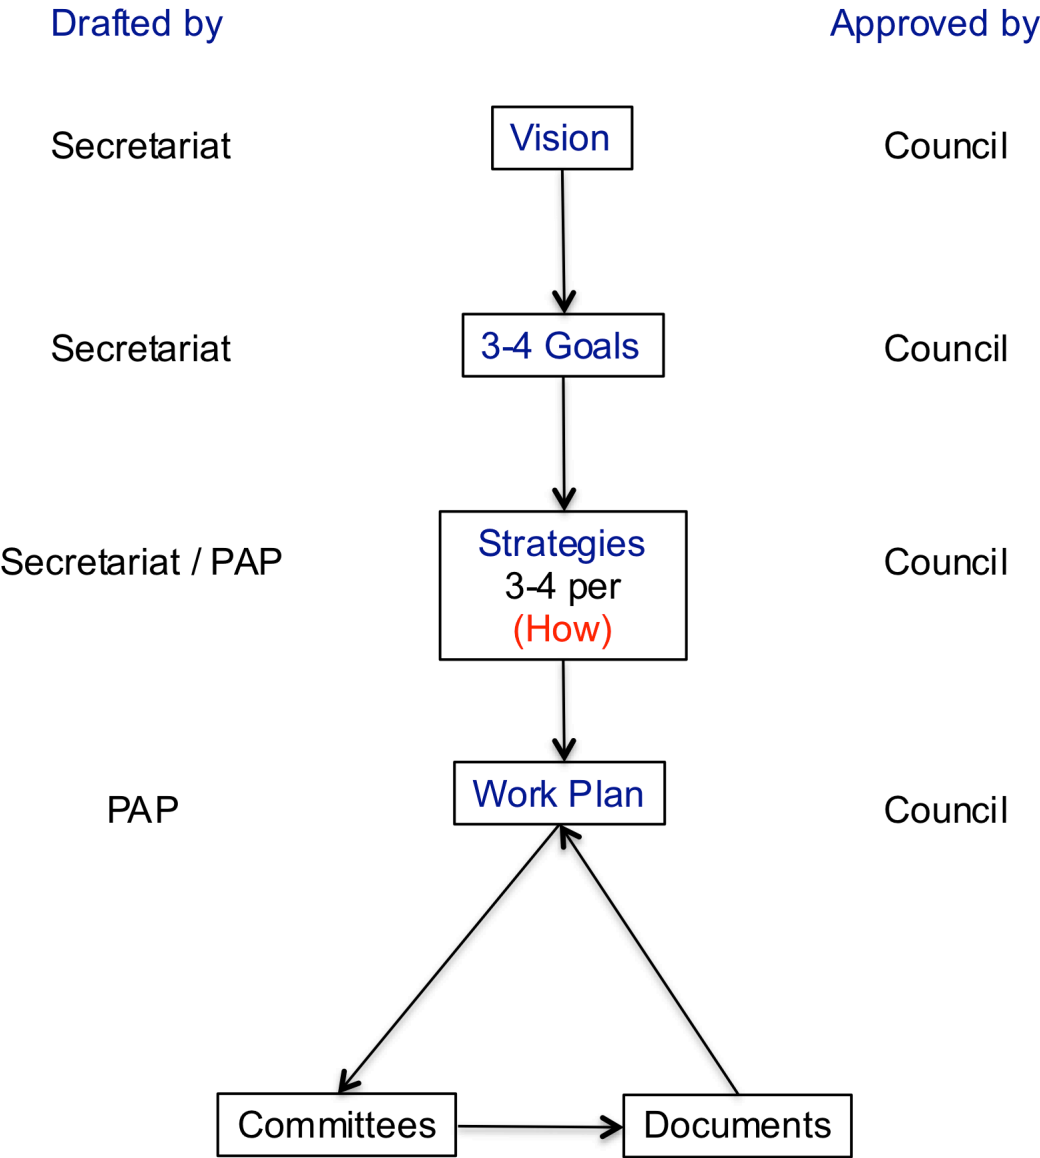 Drafted by
Approved by
Secretariat
Vision
Council
Secretariat
3-4 Goals
Council
Secretariat / PAP
Strategies
3-4 per
(How)
Council
PAP
Work Plan
Council
Committees
Documents